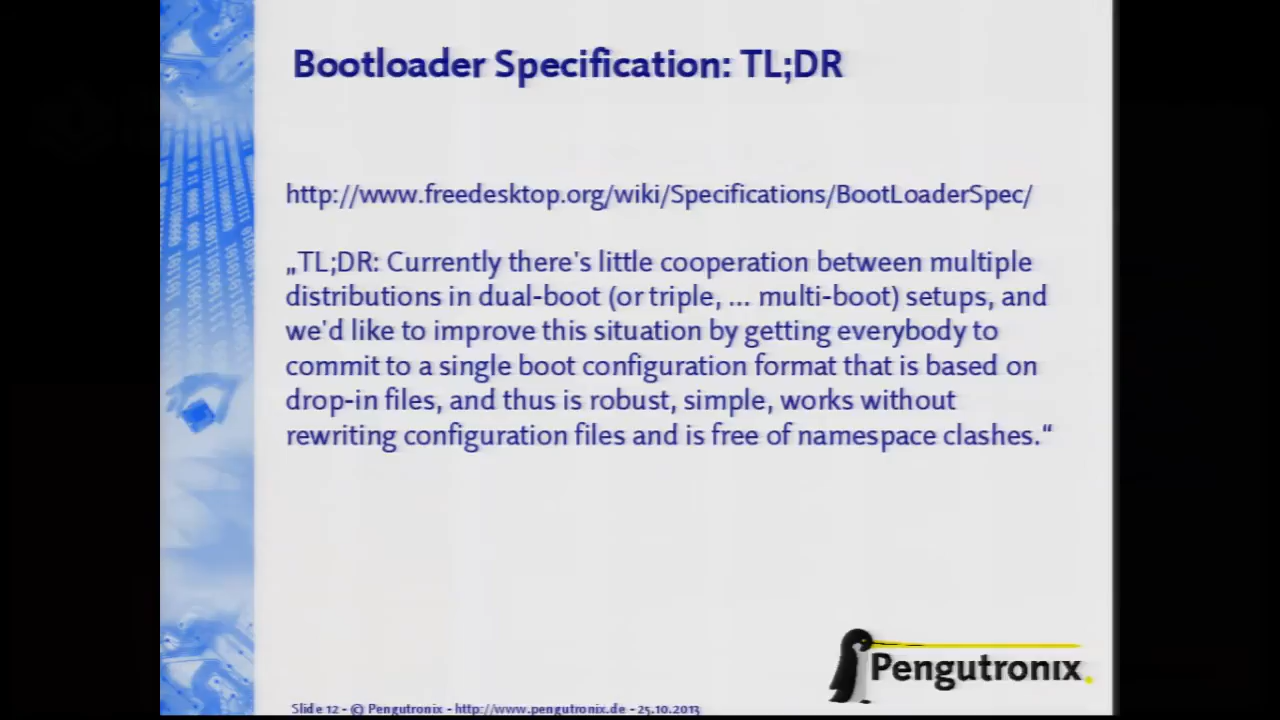 Bootloader Specification: TL;DR
http://www.freedesktop.org/wiki/Specifications/BootLoaderSpec/
„TL;DR: Currently there's little cooperation between multiple
distributions in dual-boot (or triple, ... multi-boot) setups, and
we'd like to improve this situation by getting everybody to
commit to a single boot configuration format that is based on
drop-in files, and thus is robust, simple, works without
rewriting configuration files and is free of namespace clashes.“
Pengutronix
Slide 12 - © Pengutronix - http://www.pengutronix.de - 25.10.2013